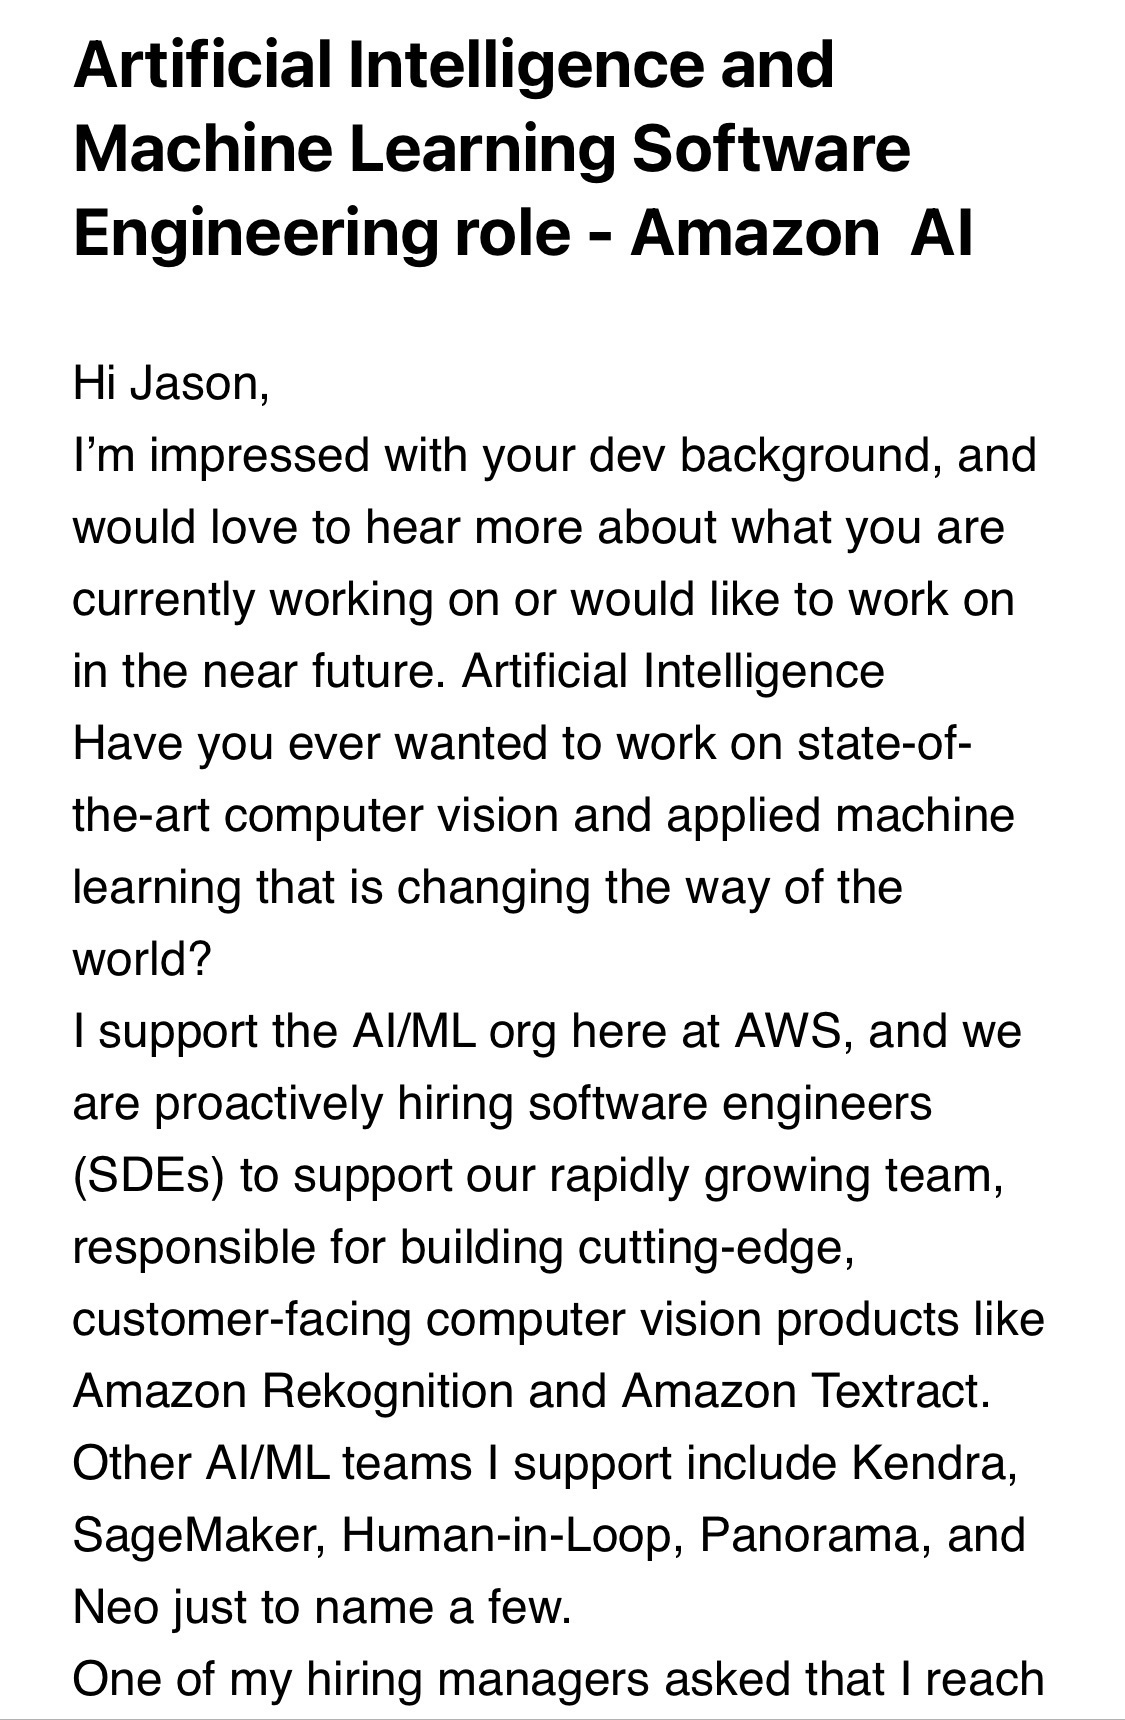 Artificial Intelligence and
Machine Learning Software
Engineering role - Amazon  AI
Hi Jason,
I’m impressed with your dev background, and
would love to hear more about what you are
currently working on or would like to work on
in the near future. Artificial Intelligence
Have you ever wanted to work on state-of-
the-art computer vision and applied machine
learning that is changing the way of the
world?
I support the AI/ML org here at AWS, and we
are proactively hiring software engineers
(SDEs) to support our rapidly growing team,
responsible for building cutting-edge,
customer-facing computer vision products like
Amazon Rekognition and Amazon Textract.
Other AI/ML teams I support include Kendra,
SageMaker, Human-in-Loop, Panorama, and
Neo just to name a few.
One of my hiring managers asked that I reach